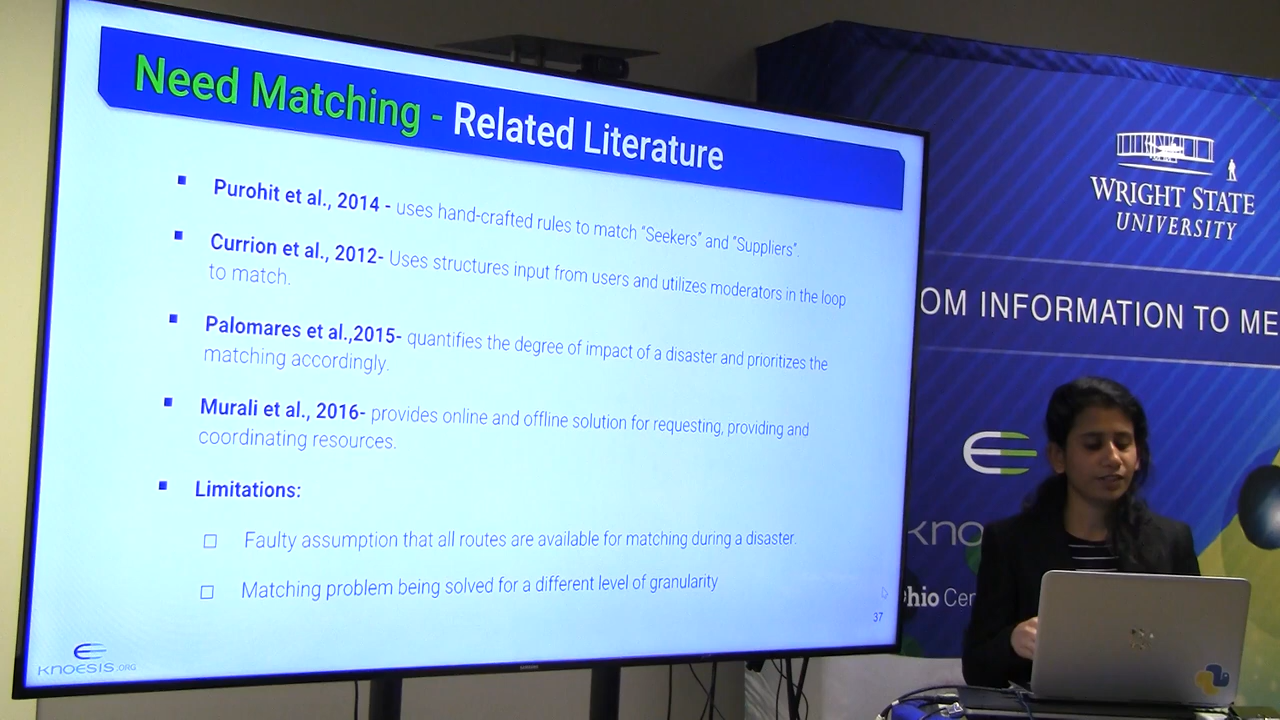 Need Matching - Related Literature
Purohit et al., 2014 - uses hand-crafted rules to match "Seekers" and "Suppliers".
Currion et al., 2012- Uses structures input from users and utilizes moderators in the loop
to match.
Palomares et al.,2015- quantifies the degree of impact of a disaster and prioritizes the
matching accordingly.
Murali et al., 2016- provides online and offline solution for requesting, providing and
coordinating resources.
Limitations:
Faulty assumption that all routes are available for matching during a disaster.
Matching problem being solved for a different level of granularity
37
KNOESIS.ORG
WRIGHT STATE
UNIVERSITY
OM INFORMATION TO ME
kno
hio Cen